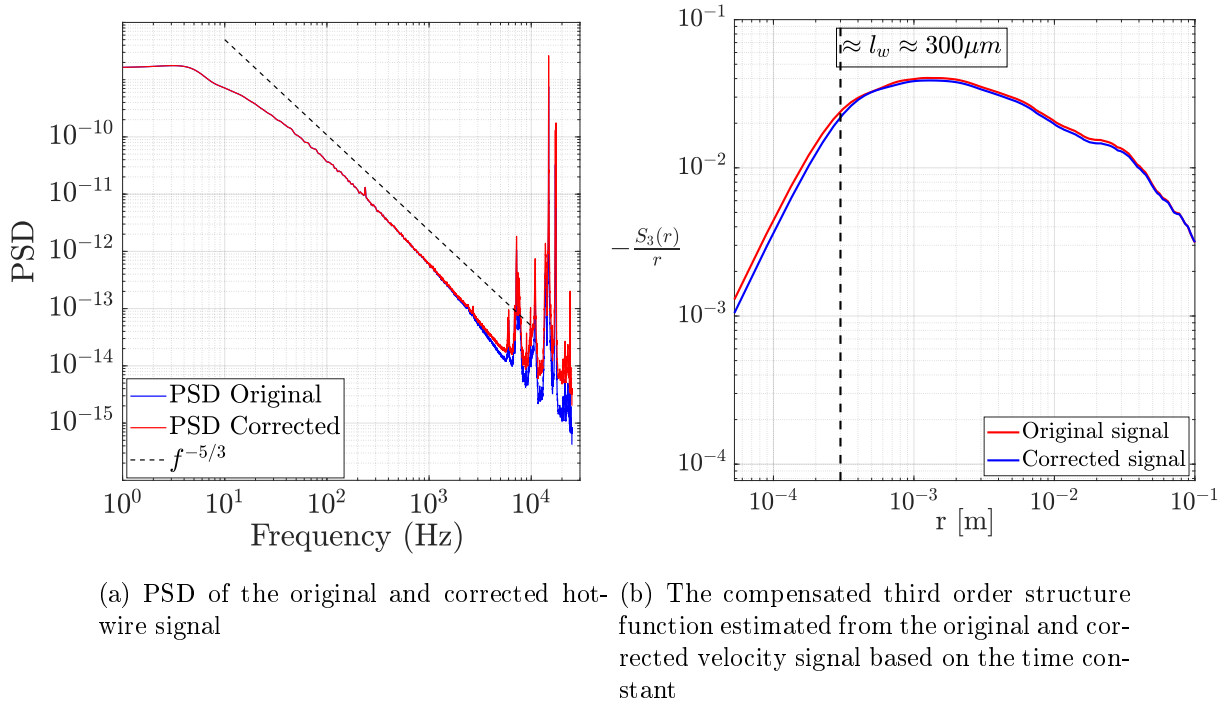 PSD
10^{-10}
10^{-11}
10^{-12}
10^{-13}
10^{-14}
10^{-15}
PSD Original
PSD Corrected
f^{-5/3}
10^0
10^1
10^2
10^3
10^4
Frequency (Hz)
(a) PSD of the original and corrected hot-
wire signal
≈ l_w ≈ 300μm
-\frac{S_3(r)}{r}
10^{-1}
10^{-2}
10^{-3}
10^{-4}
Original signal
Corrected signal
10^{-4}
10^{-3}
10^{-2}
10^{-1}
r [m]
(b) The compensated third order structure
function estimated from the original and cor-
rected velocity signal based on the time con-
stant